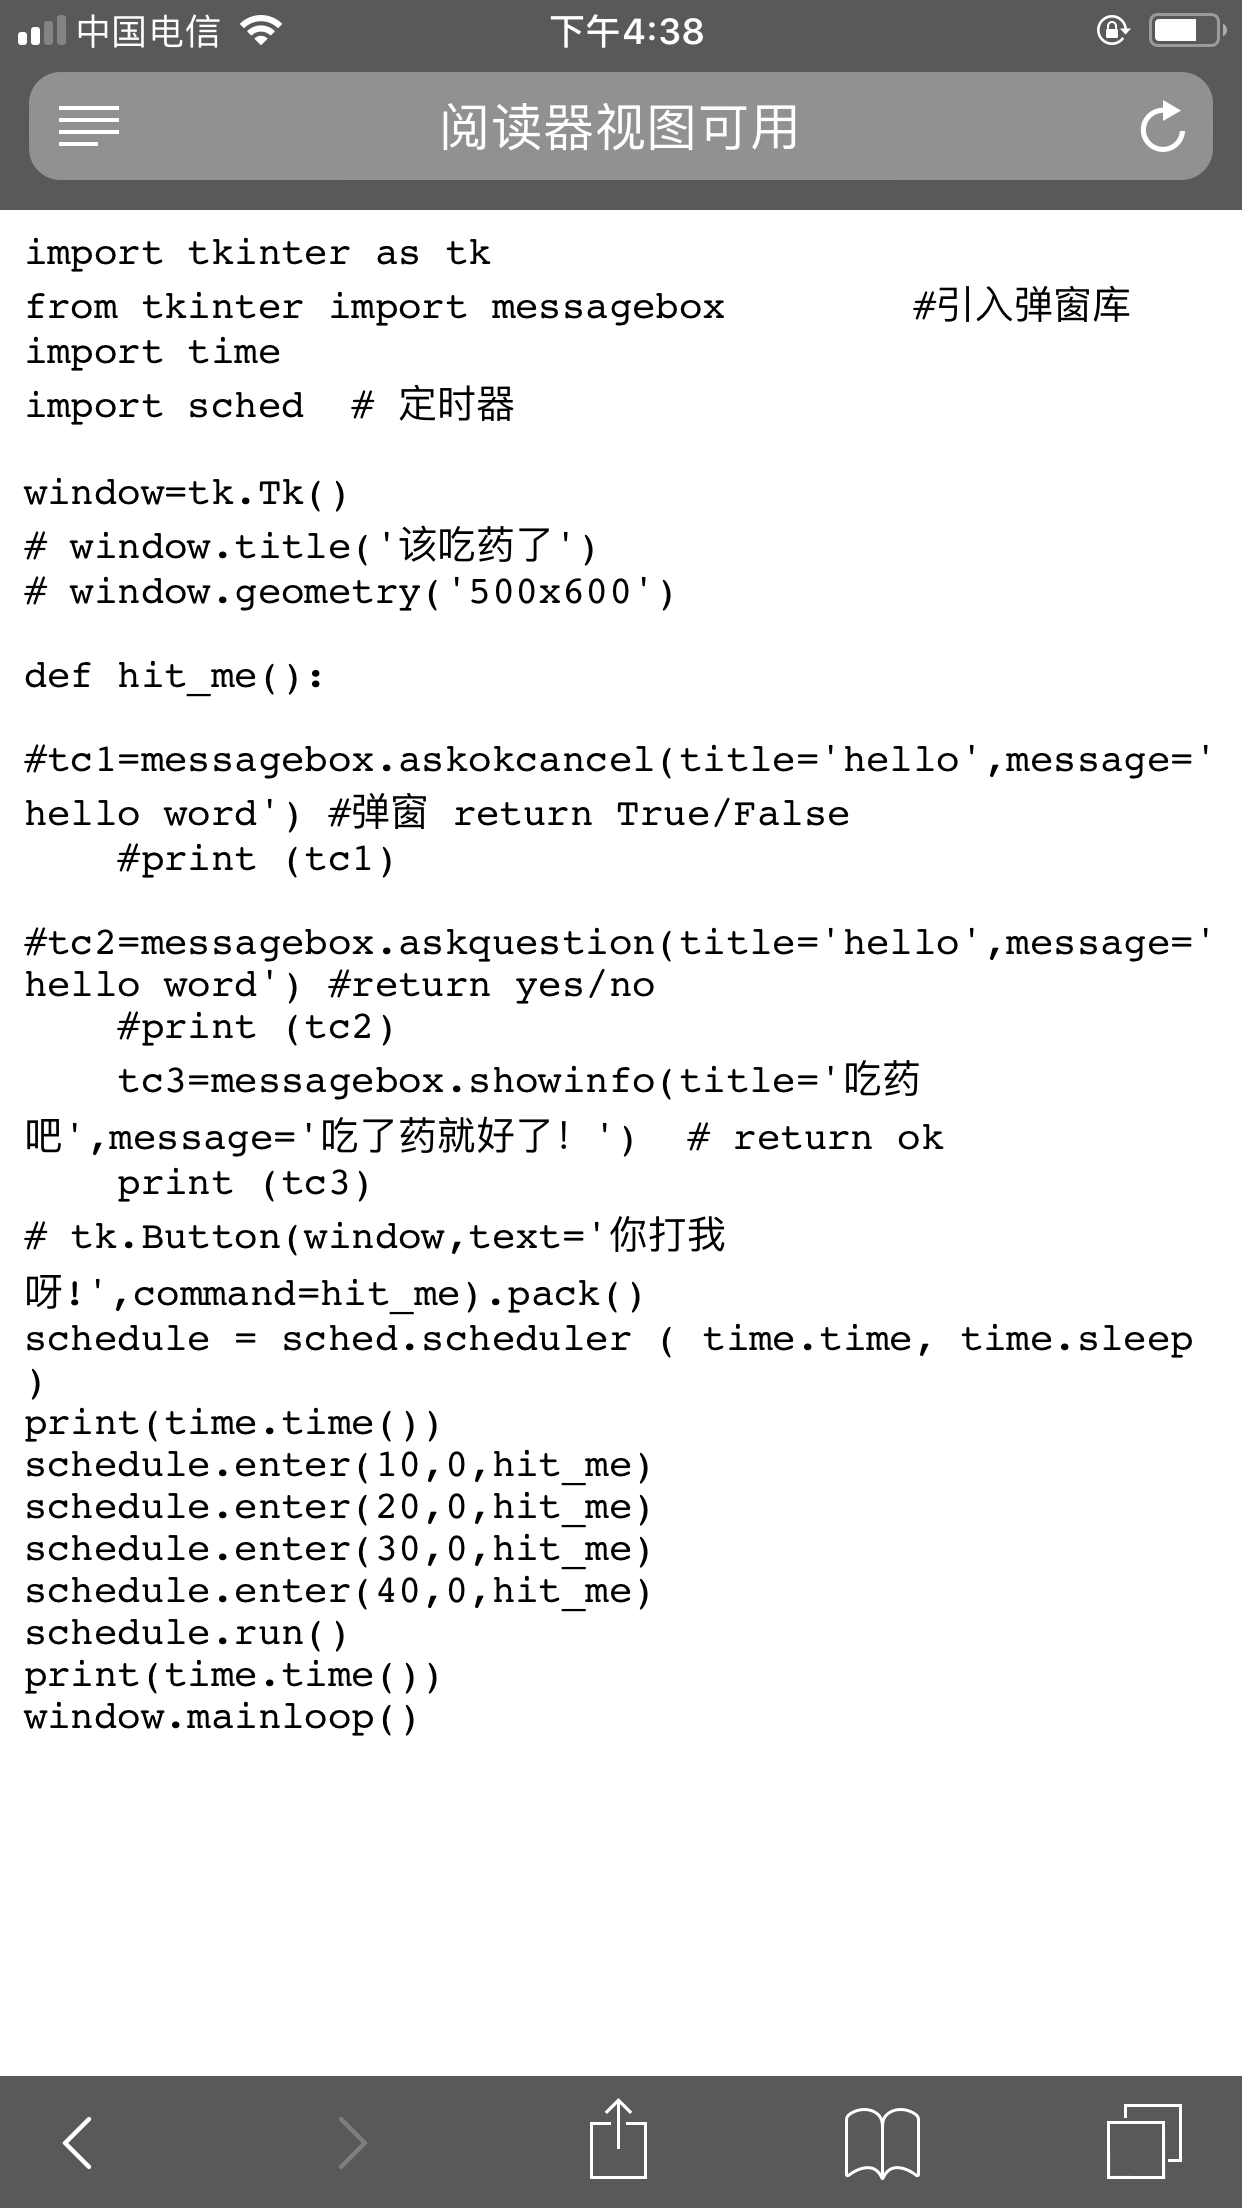 中国电信 下午4:38
阅读器视图可用
import tkinter as tk
from tkinter import messagebox        #引入弹窗库
import time
import sched  # 定时器

window=tk.Tk()
# window.title('该吃药了')
# window.geometry('500x600')

def hit_me():

#tc1=messagebox.askokcancel(title='hello',message='
hello word') #弹窗 return True/False
    #print (tc1)

#tc2=messagebox.askquestion(title='hello',message='
hello word') #return yes/no
    #print (tc2)
    tc3=messagebox.showinfo(title='吃药
吧',message='吃了药就好了！')  # return ok
    print (tc3)
# tk.Button(window,text='你打我
呀!',command=hit_me).pack()
schedule = sched.scheduler ( time.time, time.sleep
)
print(time.time())
schedule.enter(10,0,hit_me)
schedule.enter(20,0,hit_me)
schedule.enter(30,0,hit_me)
schedule.enter(40,0,hit_me)
schedule.run()
print(time.time())
window.mainloop()